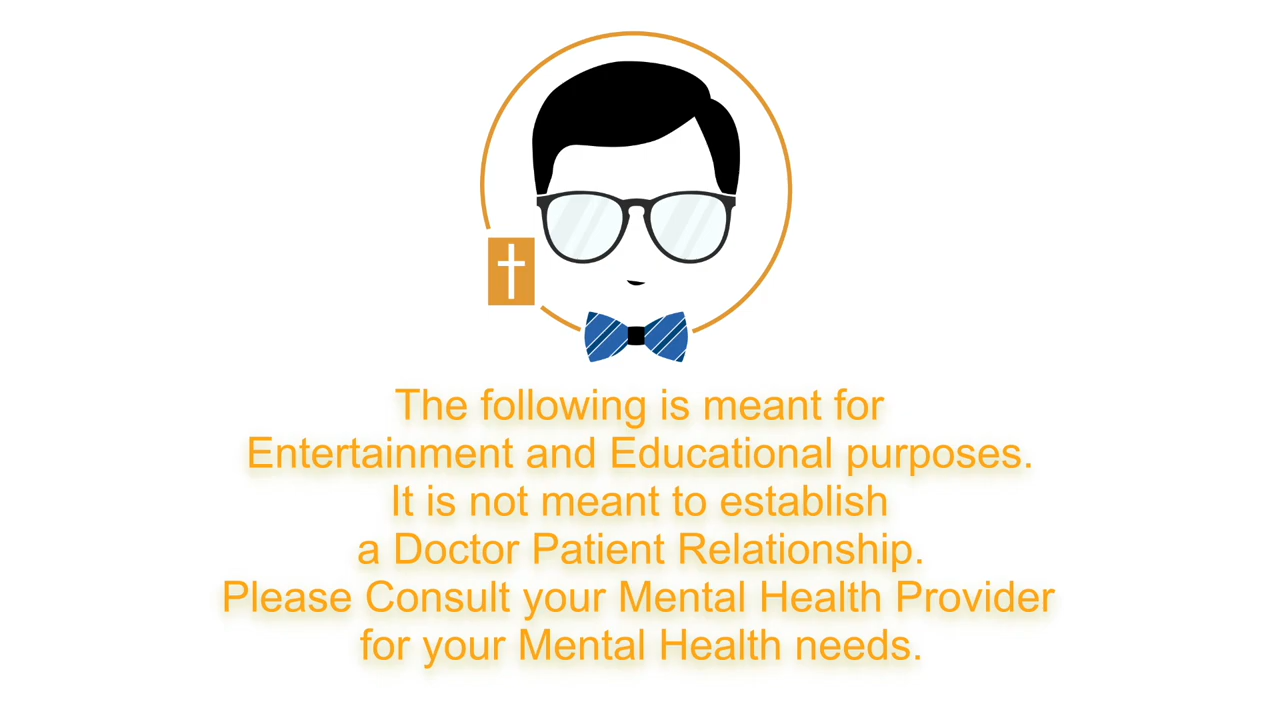 The following is meant for
Entertainment and Educational purposes.
It is not meant to establish
a Doctor Patient Relationship.
Please Consult your Mental Health Provider
for your Mental Health needs.